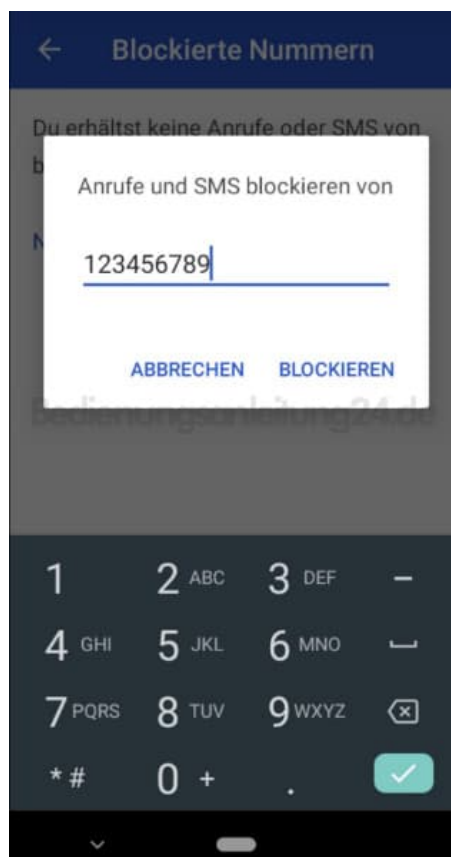 Blockierte Nummern
Du erhältst keine Anrufe oder SMS von
b
Anrufe und SMS blockieren von
N
123456789
ABBRECHEN BLOCKIEREN
Bedienungsanleitung24.de
1 2 ABC 3 DEF –
4 GHI 5 JKL 6 MNO
7 PQRS 8 TUV 9 WXYZ
* # 0 + .